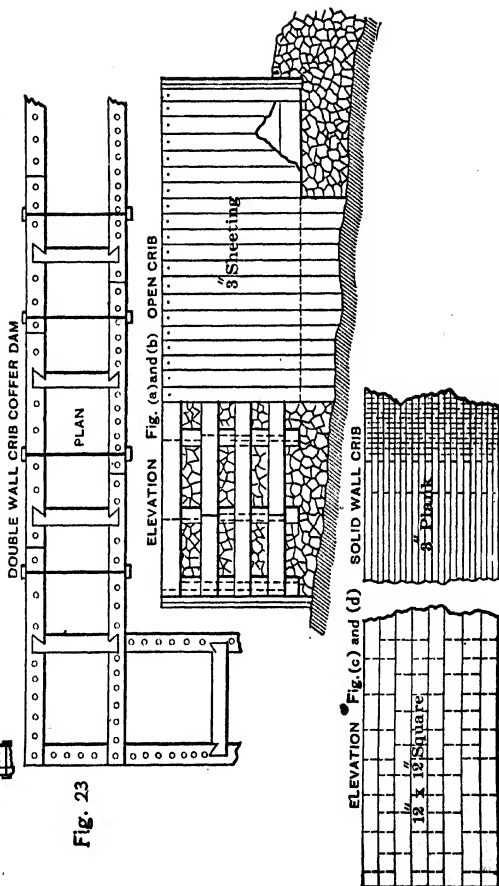 DOUBLE WALL CRIB COFFER DAM
PLAN
Fig. 23
ELEVATION Fig. (a) and (b) OPEN CRIB
3" Sheeting
ELEVATION Fig. (c) and (d) SOLID WALL CRIB
12" x 12" Square
3" Plank